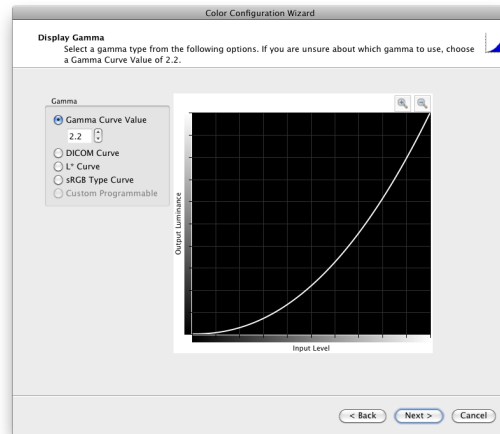 Color Configuration Wizard
Display Gamma
Select a gamma type from the following options. If you are unsure about which gamma to use, choose
a Gamma Curve Value of 2.2.
Gamma
Gamma Curve Value
2.2
DICOM Curve
L* Curve
sRGB Type Curve
Custom Programmable
Output Luminance
Input Level
< Back
Next >
Cancel